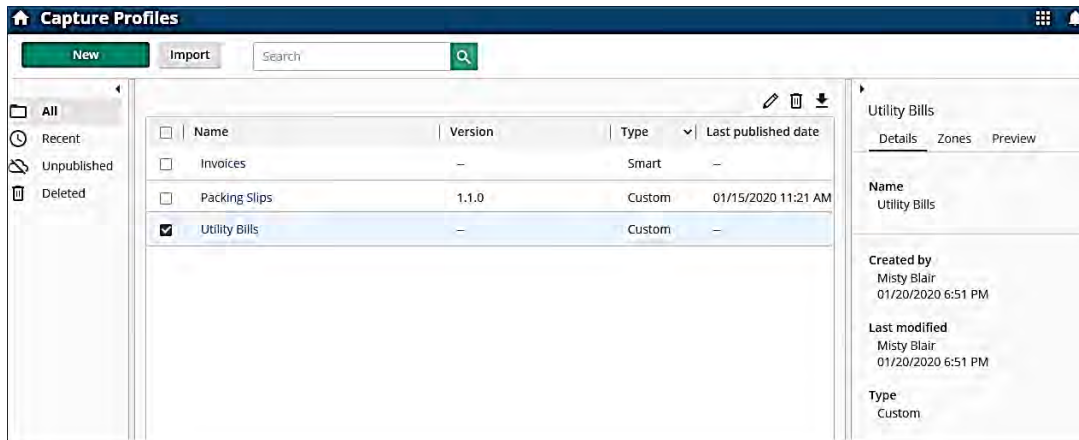 Capture Profiles
New Import Search
All
Recent
Unpublished
Deleted
Name Version Type Last published date
Invoices – Smart –
Packing Slips 1.1.0 Custom 01/15/2020 11:21 AM
Utility Bills – Custom –
Utility Bills
Details Zones Preview
Name
Utility Bills
Created by
Misty Blair
01/20/2020 6:51 PM
Last modified
Misty Blair
01/20/2020 6:51 PM
Type
Custom